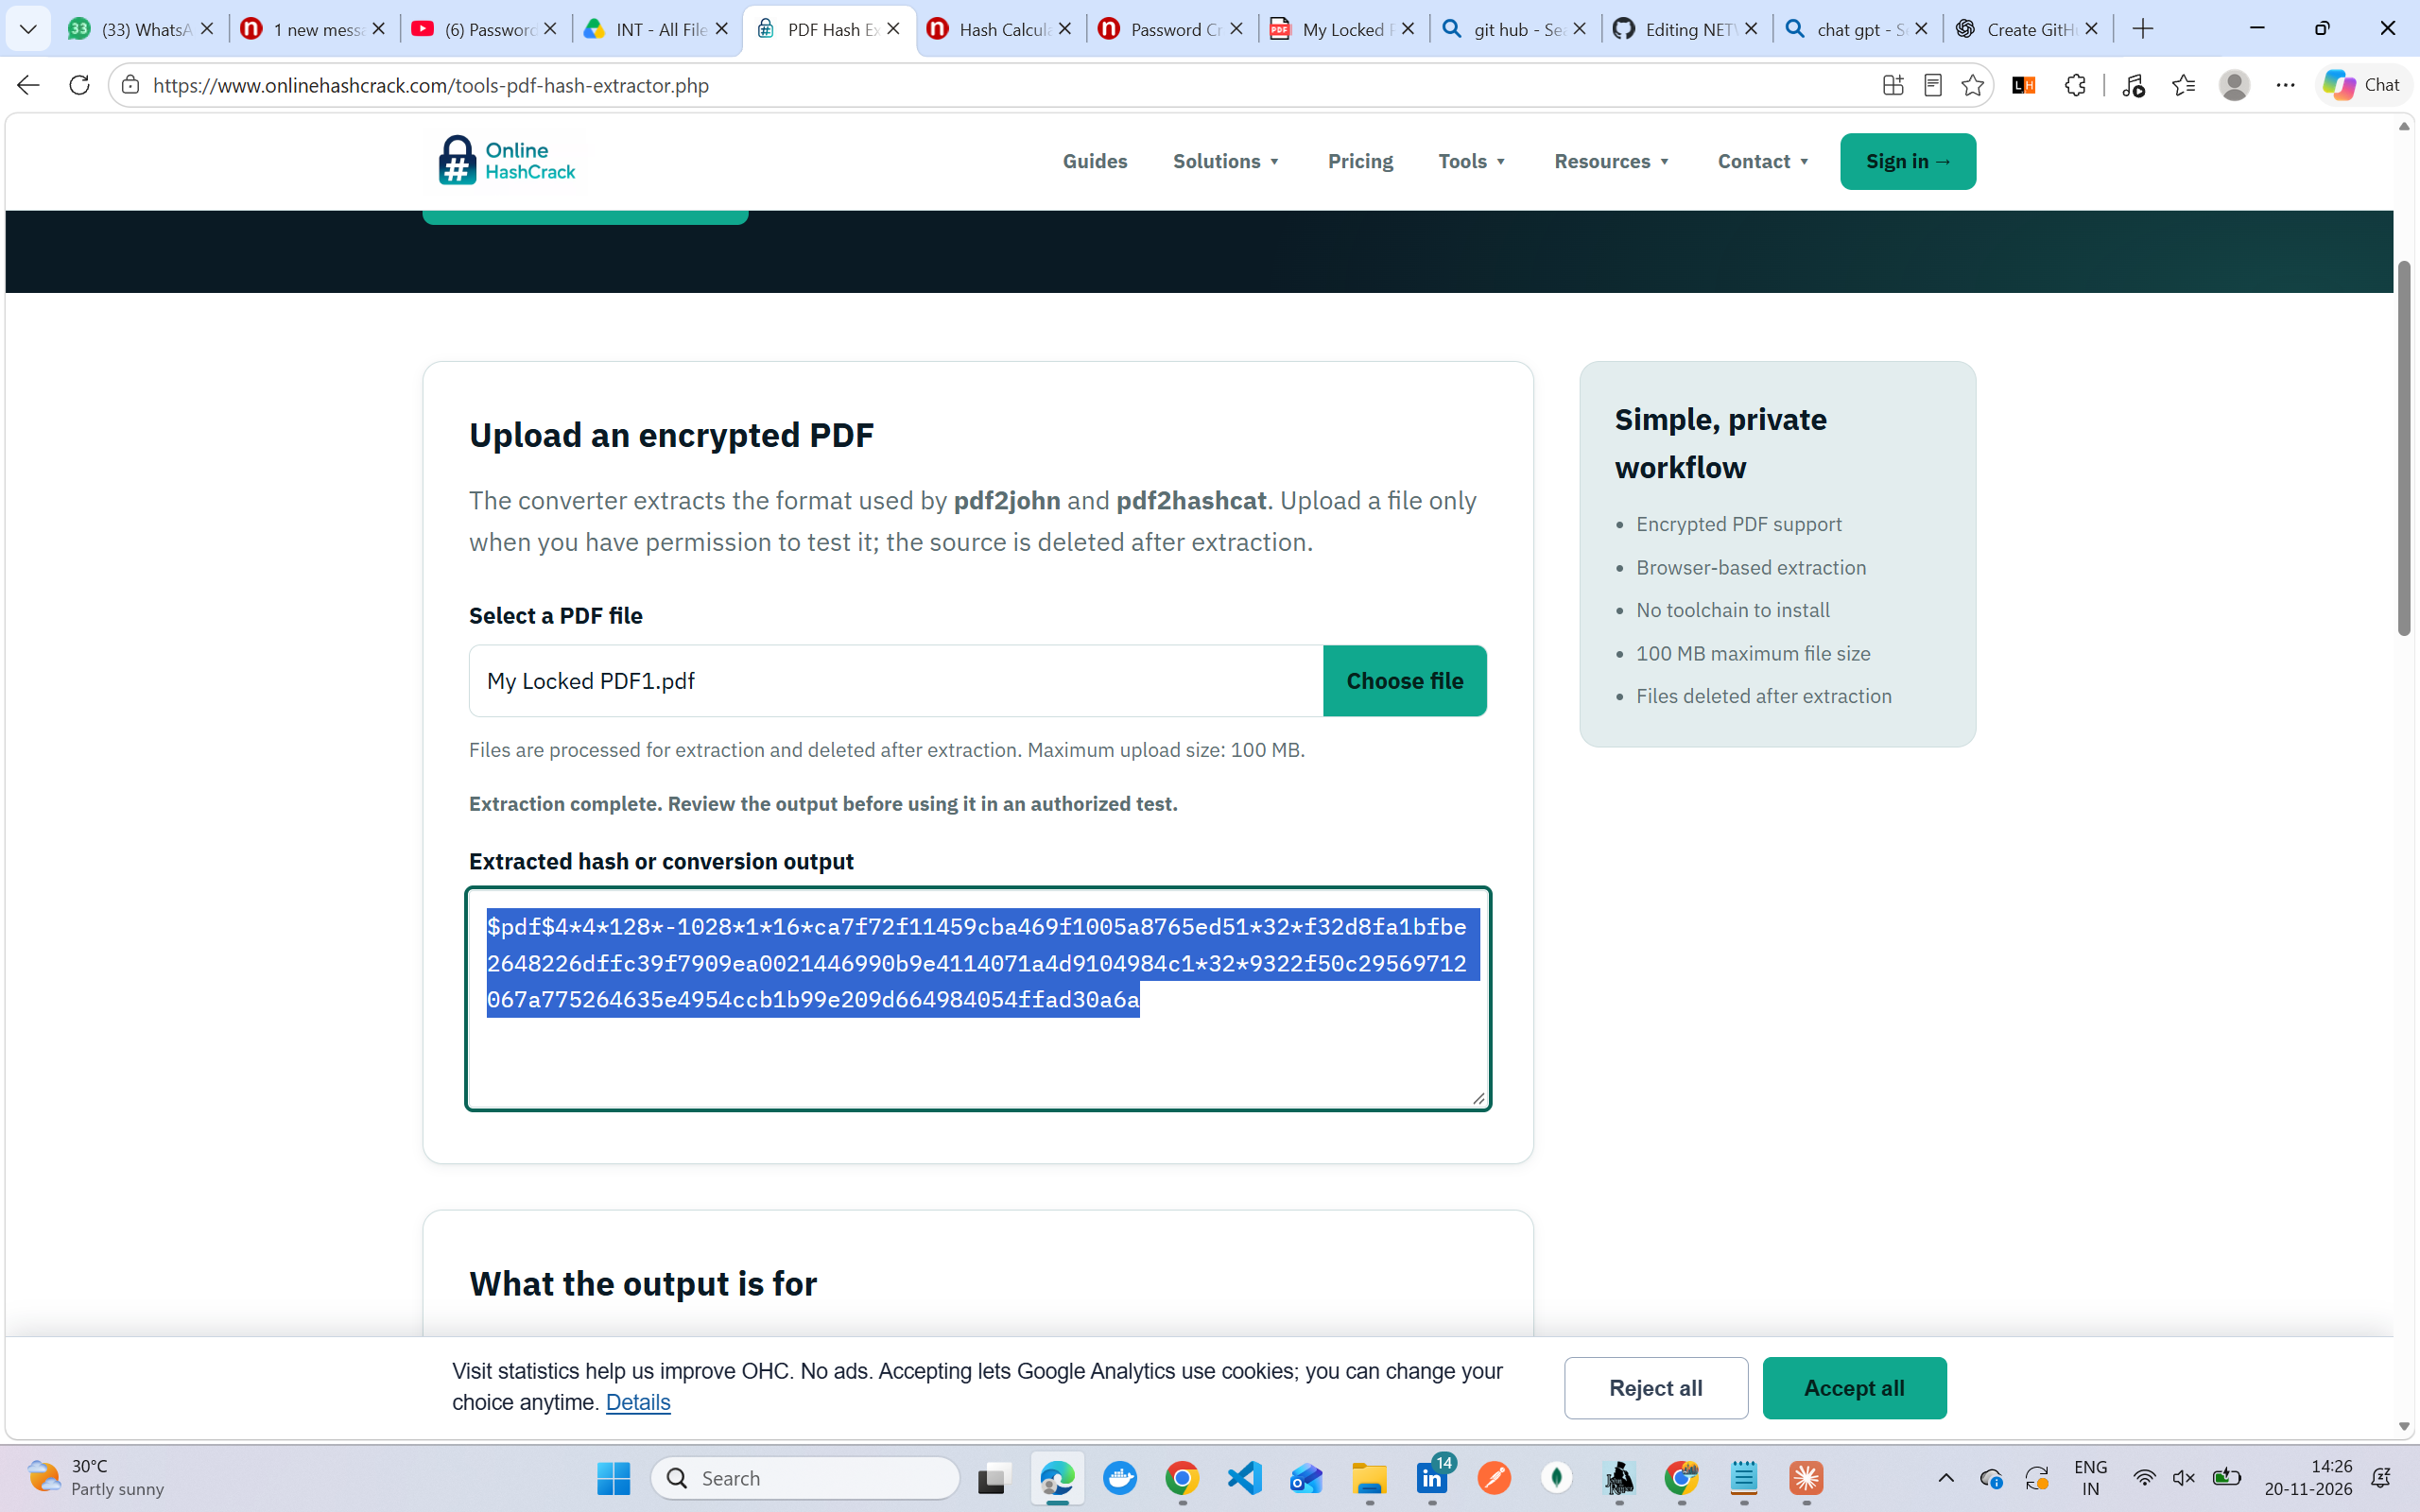 33 (33) WhatsA
1 new messa
(6) Password
INT - All File
PDF Hash Ex
Hash Calcula
Password Cr
PDF My Locked P
git hub - Sea
Editing NETW
chat gpt - Se
Create GitHu
https://www.onlinehashcrack.com/tools-pdf-hash-extractor.php
LH
Chat
# Online
HashCrack
Guides
Solutions ▼
Pricing
Tools ▼
Resources ▼
Contact ▼
Sign in →
Upload an encrypted PDF
The converter extracts the format used by pdf2john and pdf2hashcat. Upload a file only
when you have permission to test it; the source is deleted after extraction.
Select a PDF file
My Locked PDF1.pdf
Choose file
Files are processed for extraction and deleted after extraction. Maximum upload size: 100 MB.
Extraction complete. Review the output before using it in an authorized test.
Extracted hash or conversion output
$pdf$4*4*128*-1028*1*16*ca7f72f11459cba469f1005a8765ed51*32*f32d8fa1bfbe
2648226dffc39f7909ea0021446990b9e4114071a4d9104984c1*32*9322f50c29569712
067a775264635e4954ccb1b99e209d664984054ffad30a6a
Simple, private
workflow
• Encrypted PDF support
• Browser-based extraction
• No toolchain to install
• 100 MB maximum file size
• Files deleted after extraction
What the output is for
Visit statistics help us improve OHC. No ads. Accepting lets Google Analytics use cookies; you can change your
choice anytime. Details
Reject all
Accept all
30°C
Partly sunny
Search
14
ENG
IN
14:26
20-11-2026